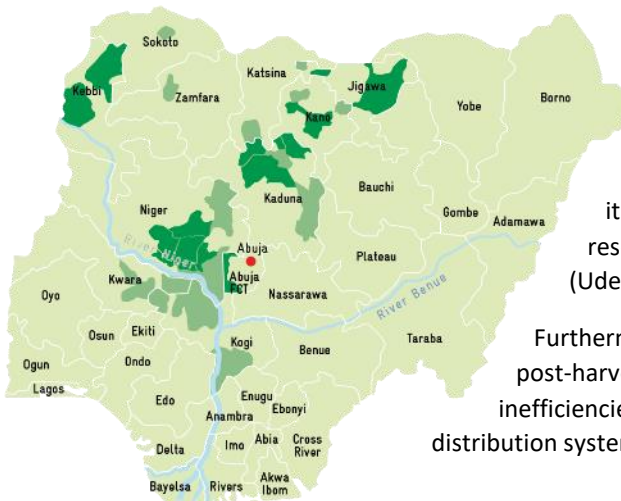 Sokoto
Katsina
Jigawa
Kebbi
Zamfara
Kano
Yobe
Borno
Kaduna
Bauchi
Niger
Gombe
Adamawa
River Niger
Abuja
Plateau
Kwara
Abuja
FCT
Nassarawa
River Benue
Oyo
Taraba
Osun
Ekiti
Kogi
Benue
Ogun
Ondo
Lagos
Edo
Enugu
Ebonyi
Anambra
Delta
Imo
Abia
Cross
River
Bayelsa
Rivers
Akwa
Ibom
it
res
(Ude
Furthern
post-harv
inefficiencie
distribution system